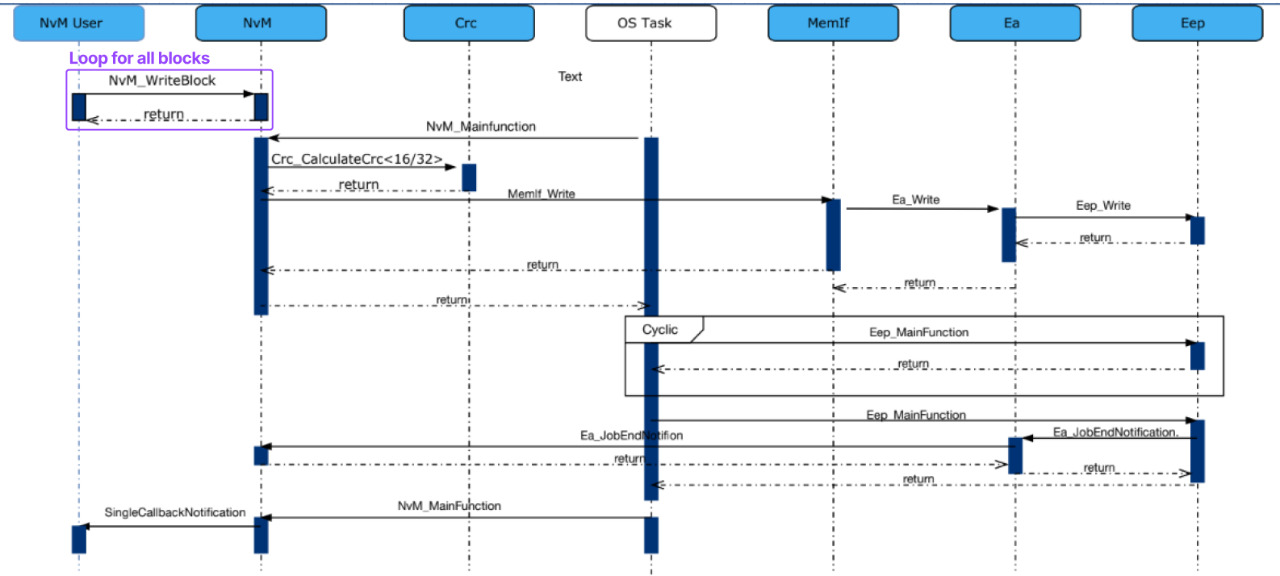 NvM User
NvM
Crc
OS Task
MemIf
Ea
Eep
Loop for all blocks
NvM_WriteBlock
Text
return
NvM_Mainfunction
Crc_CalculateCrc<16/32>
return
MemIf_Write
Ea_Write
Eep_Write
return
return
return
return
Cyclic
Eep_MainFunction
return
Eep_MainFunction
Ea_JobEndNotifion
Ea_JobEndNotification.
return
return
return
NvM_MainFunction
SingleCallbackNotification